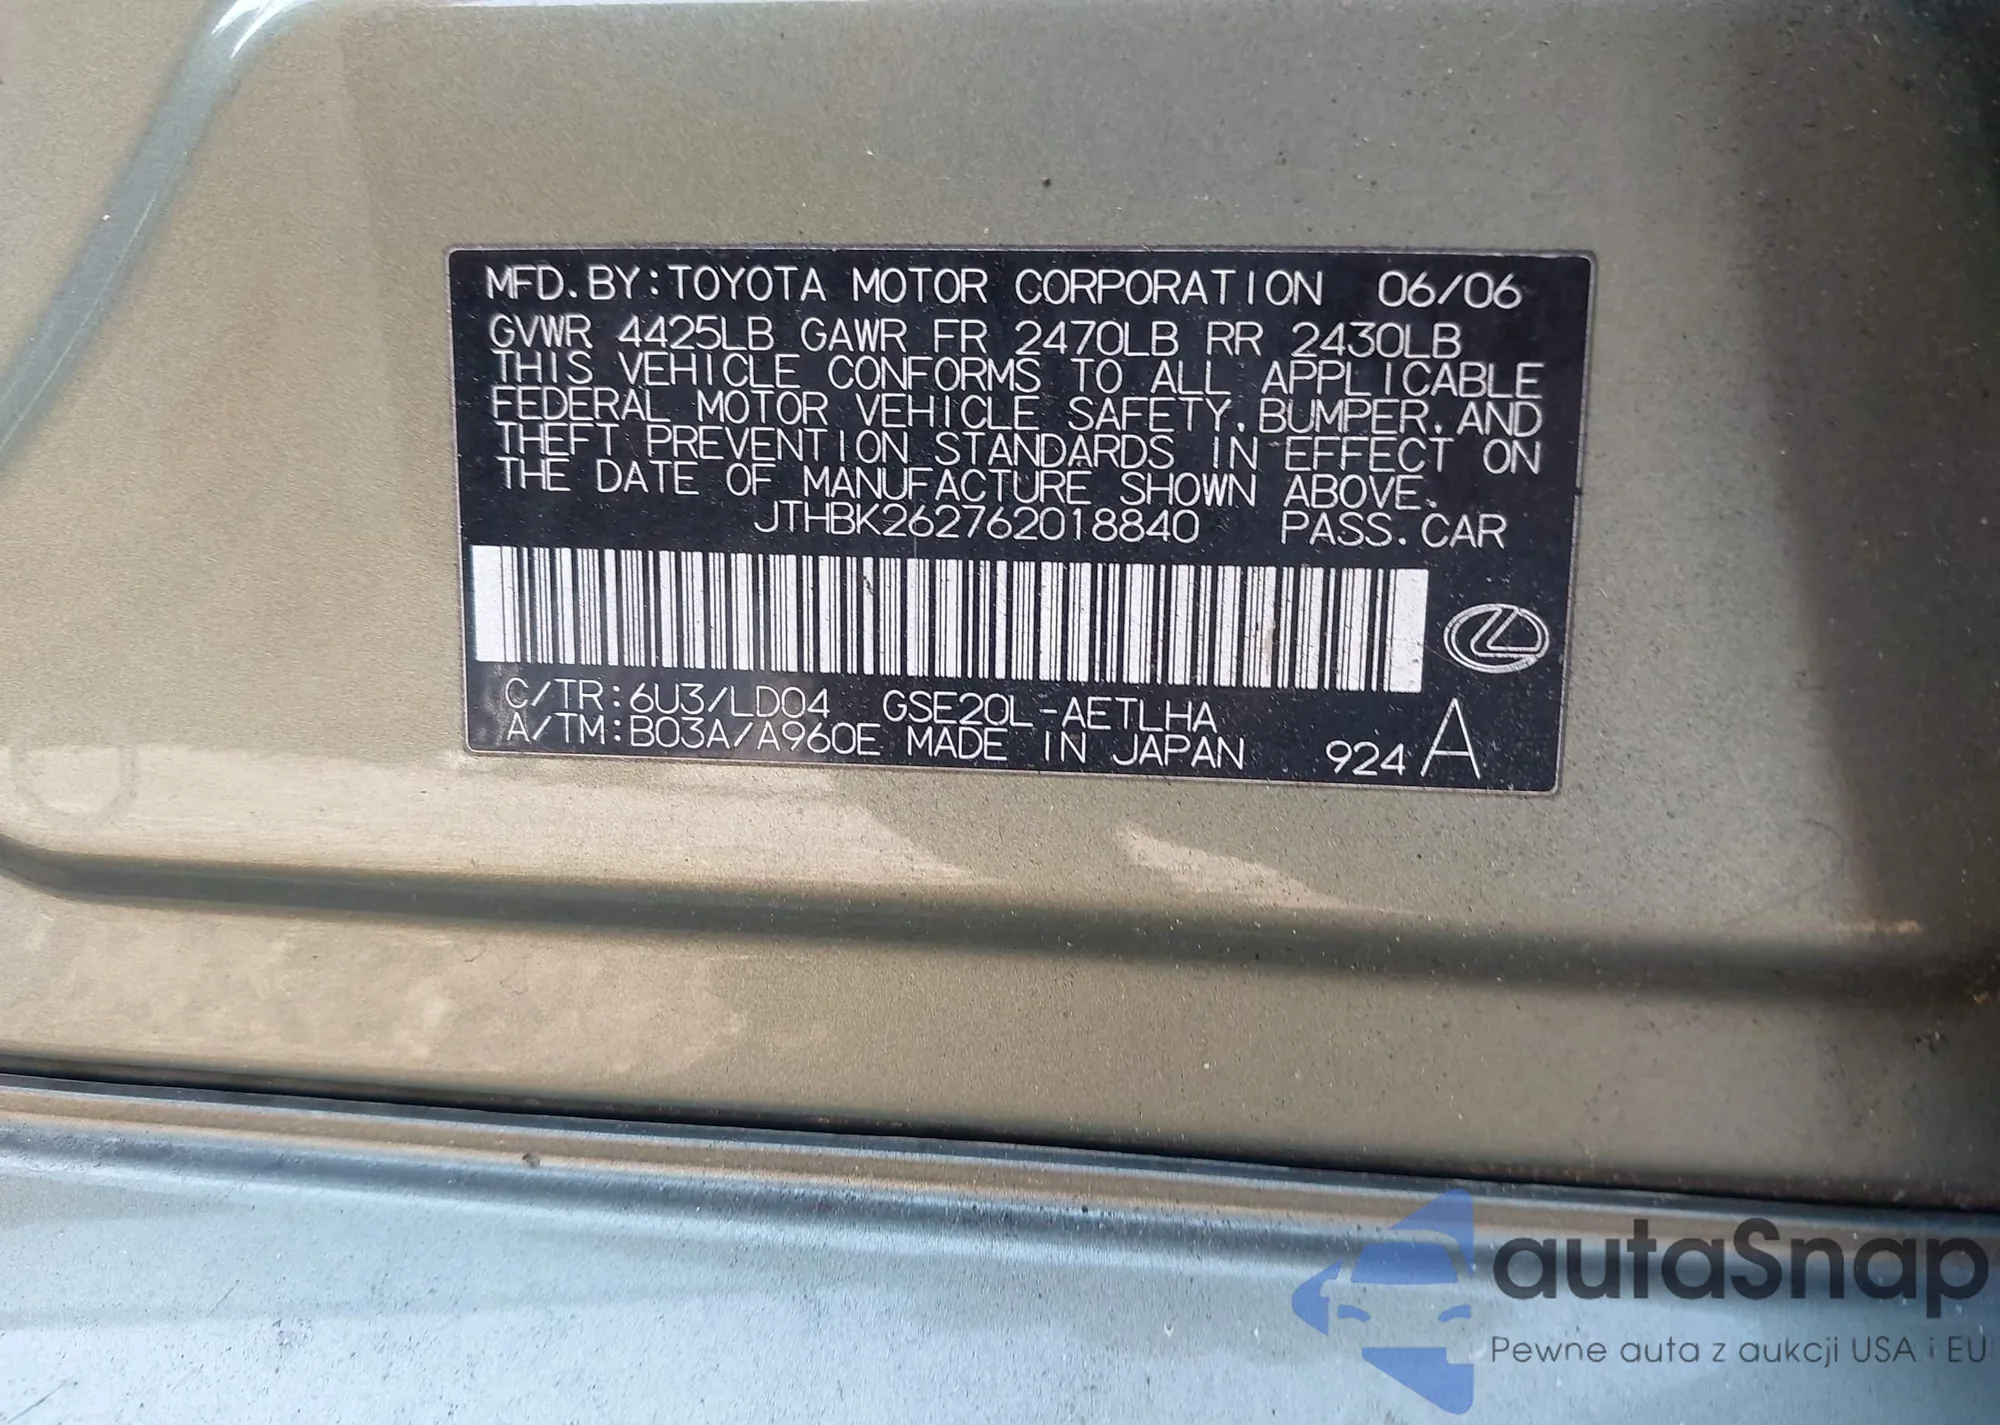 MFD. BY: TOYOTA MOTOR CORPORATION 06/06
GVWR 4425LB GAWR FR 2470LB RR 2430LB
THIS VEHICLE CONFORMS TO ALL APPLICABLE
FEDERAL MOTOR VEHICLE SAFETY, BUMPER, AND
THEFT PREVENTION STANDARDS IN EFFECT ON
THE DATE OF MANUFACTURE SHOWN ABOVE.
JTHBK262762018840 PASS. CAR
C/TR: 6U3/LD04 GSE20L-AETLHA
A/TM: B03A/A960E MADE IN JAPAN 924 A
autaSnap
Pewne auta z aukcji USA i EU